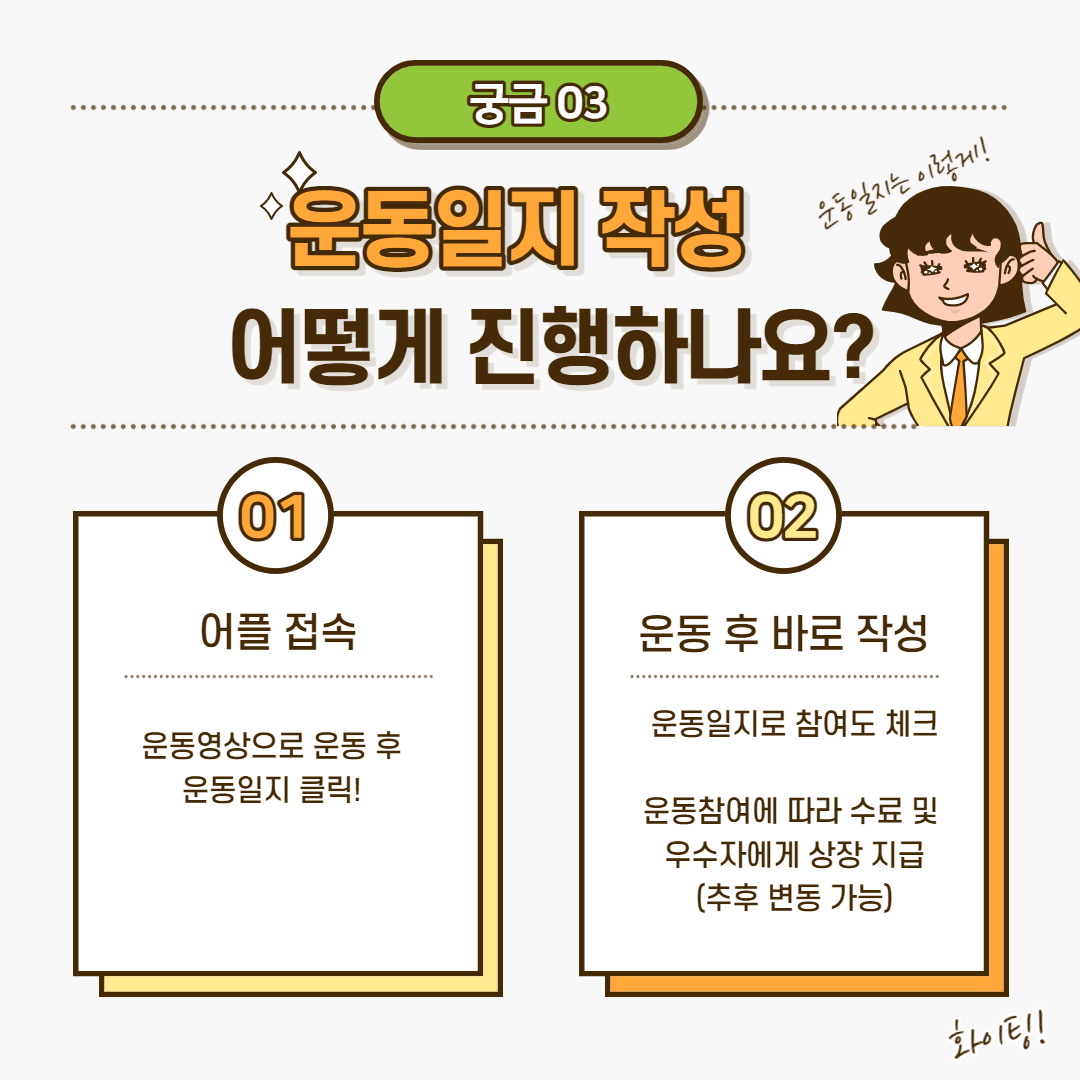 궁금 03
운동일지는 이렇게!
운동일지 작성
어떻게 진행하나요?
01
어플 접속
운동영상으로 운동 후
운동일지 클릭!
02
운동 후 바로 작성
운동일지로 참여도 체크
운동참여에 따라 수료 및
우수자에게 상장 지급
(추후 변동 가능)
화이팅!